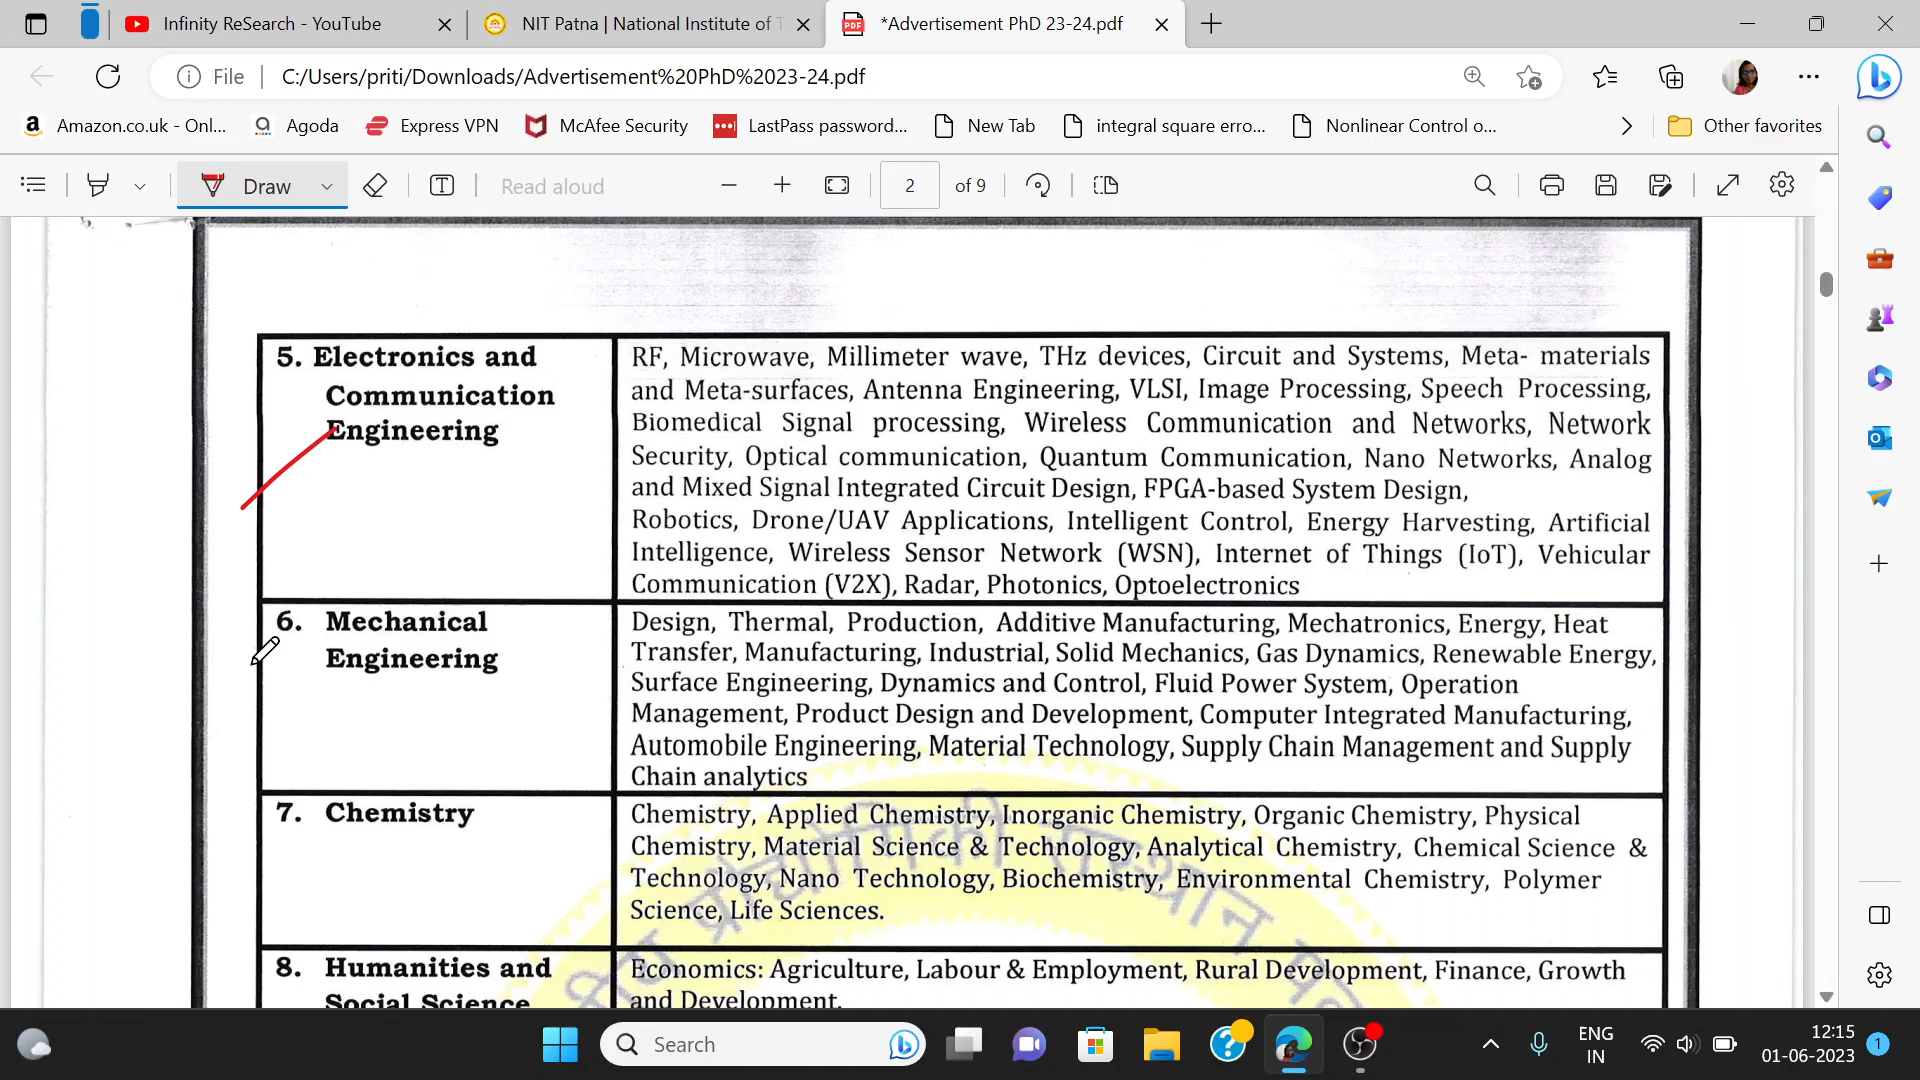 Infinity ReSearch - YouTube
NIT Patna | National Institute of T
*Advertisement PhD 23-24.pdf
File
C:/Users/priti/Downloads/Advertisement%20PhD%2023-24.pdf
Amazon.co.uk - Onl...
Agoda
Express VPN
McAfee Security
LastPass password...
New Tab
integral square erro...
Nonlinear Control o...
Other favorites
Draw
Read aloud
2
of 9
5. Electronics and
Communication
Engineering
RF, Microwave, Millimeter wave, THz devices, Circuit and Systems, Meta- materials
and Meta-surfaces, Antenna Engineering, VLSI, Image Processing, Speech Processing,
Biomedical Signal processing, Wireless Communication and Networks, Network
Security, Optical communication, Quantum Communication, Nano Networks, Analog
and Mixed Signal Integrated Circuit Design, FPGA-based System Design,
Robotics, Drone/UAV Applications, Intelligent Control, Energy Harvesting, Artificial
Intelligence, Wireless Sensor Network (WSN), Internet of Things (IoT), Vehicular
Communication (V2X), Radar, Photonics, Optoelectronics
6. Mechanical
Engineering
Design, Thermal, Production, Additive Manufacturing, Mechatronics, Energy, Heat
Transfer, Manufacturing, Industrial, Solid Mechanics, Gas Dynamics, Renewable Energy,
Surface Engineering, Dynamics and Control, Fluid Power System, Operation
Management, Product Design and Development, Computer Integrated Manufacturing,
Automobile Engineering, Material Technology, Supply Chain Management and Supply
Chain analytics
7. Chemistry
Chemistry, Applied Chemistry, Inorganic Chemistry, Organic Chemistry, Physical
Chemistry, Material Science & Technology, Analytical Chemistry, Chemical Science &
Technology, Nano Technology, Biochemistry, Environmental Chemistry, Polymer
Science, Life Sciences.
8. Humanities and
Social Science
Economics: Agriculture, Labour & Employment, Rural Development, Finance, Growth
and Development.
प्रौद्योगिकी संस्थान
Search
ENG
IN
12:15
01-06-2023
1